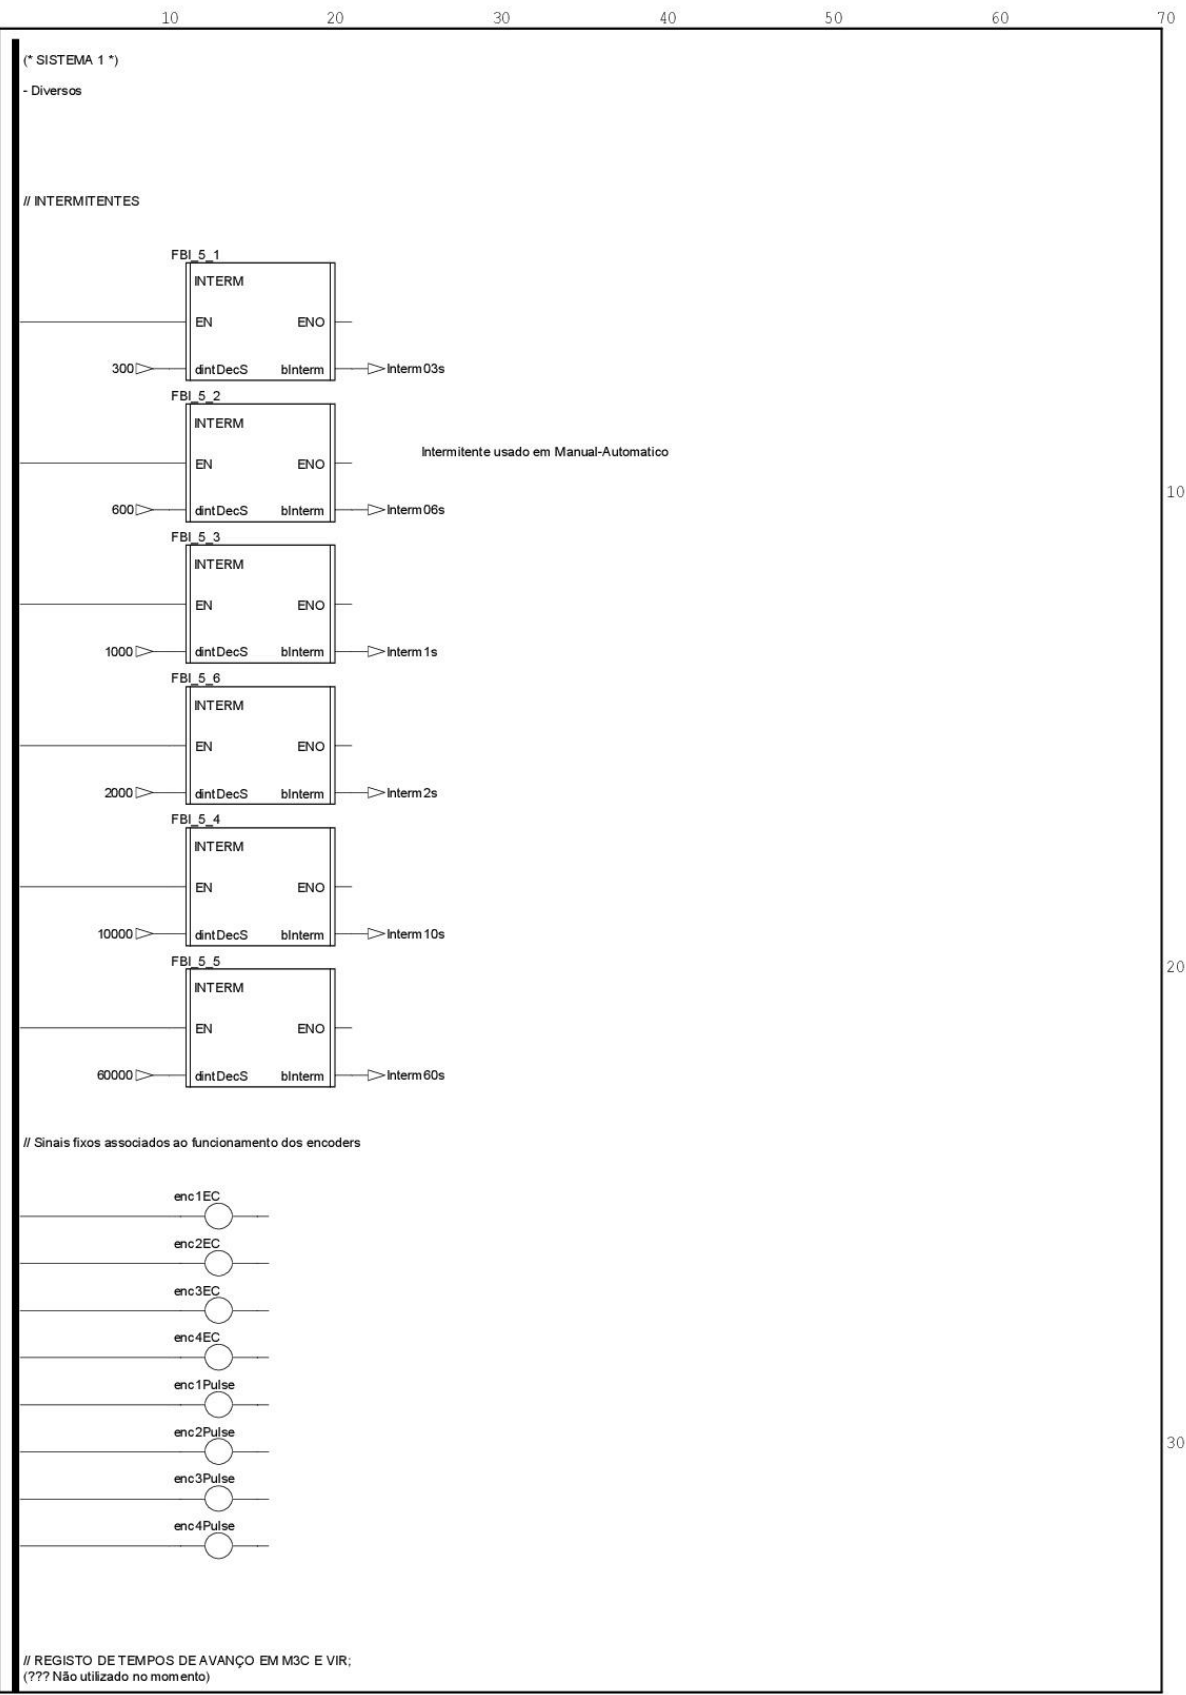 10 20 30 40 50 60 70
(* SISTEMA 1 *)
- Diversos
// INTERMITENTES
FBI_5_1
INTERM
EN ENO
300 dintDecS bInterm Interm03s
FBI_5_2
INTERM
Intermitente usado em Manual-Automatico
EN ENO
10
600 dintDecS bInterm Interm06s
FBI_5_3
INTERM
EN ENO
1000 dintDecS bInterm Interm1s
FBI_5_6
INTERM
EN ENO
2000 dintDecS bInterm Interm2s
FBI_5_4
INTERM
EN ENO
10000 dintDecS bInterm Interm10s
FBI_5_5
20
INTERM
EN ENO
60000 dintDecS bInterm Interm60s
// Sinais fixos associados ao funcionamento dos encoders
enc1EC
enc2EC
enc3EC
enc4EC
enc1Pulse
enc2Pulse
30
enc3Pulse
enc4Pulse
// REGISTO DE TEMPOS DE AVANÇO EM M3C E VIR;
(??? Não utilizado no momento)